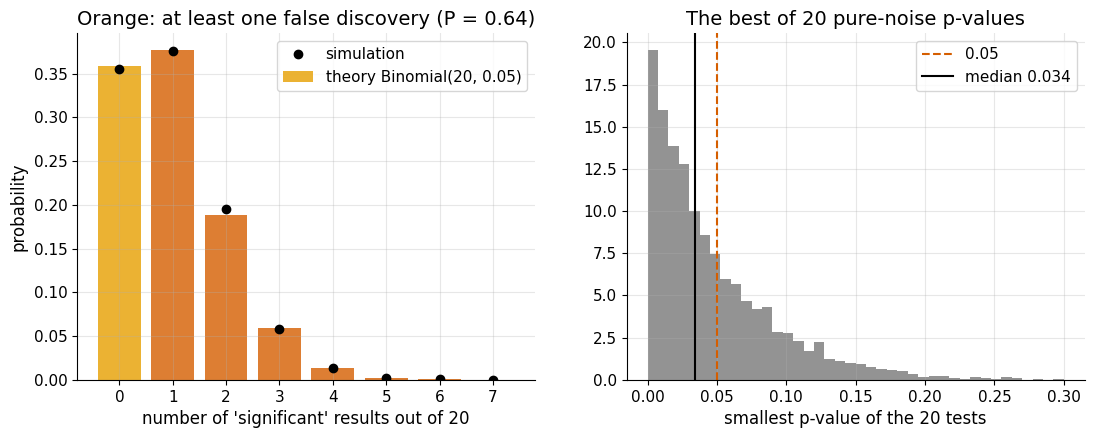 Orange: at least one false discovery (P = 0.64)
simulation
theory Binomial(20, 0.05)
probability
0.35
0.30
0.25
0.20
0.15
0.10
0.05
0.00
0 1 2 3 4 5 6 7
number of 'significant' results out of 20
The best of 20 pure-noise p-values
0.05
median 0.034
20.0
17.5
15.0
12.5
10.0
7.5
5.0
2.5
0.0
0.00 0.05 0.10 0.15 0.20 0.25 0.30
smallest p-value of the 20 tests